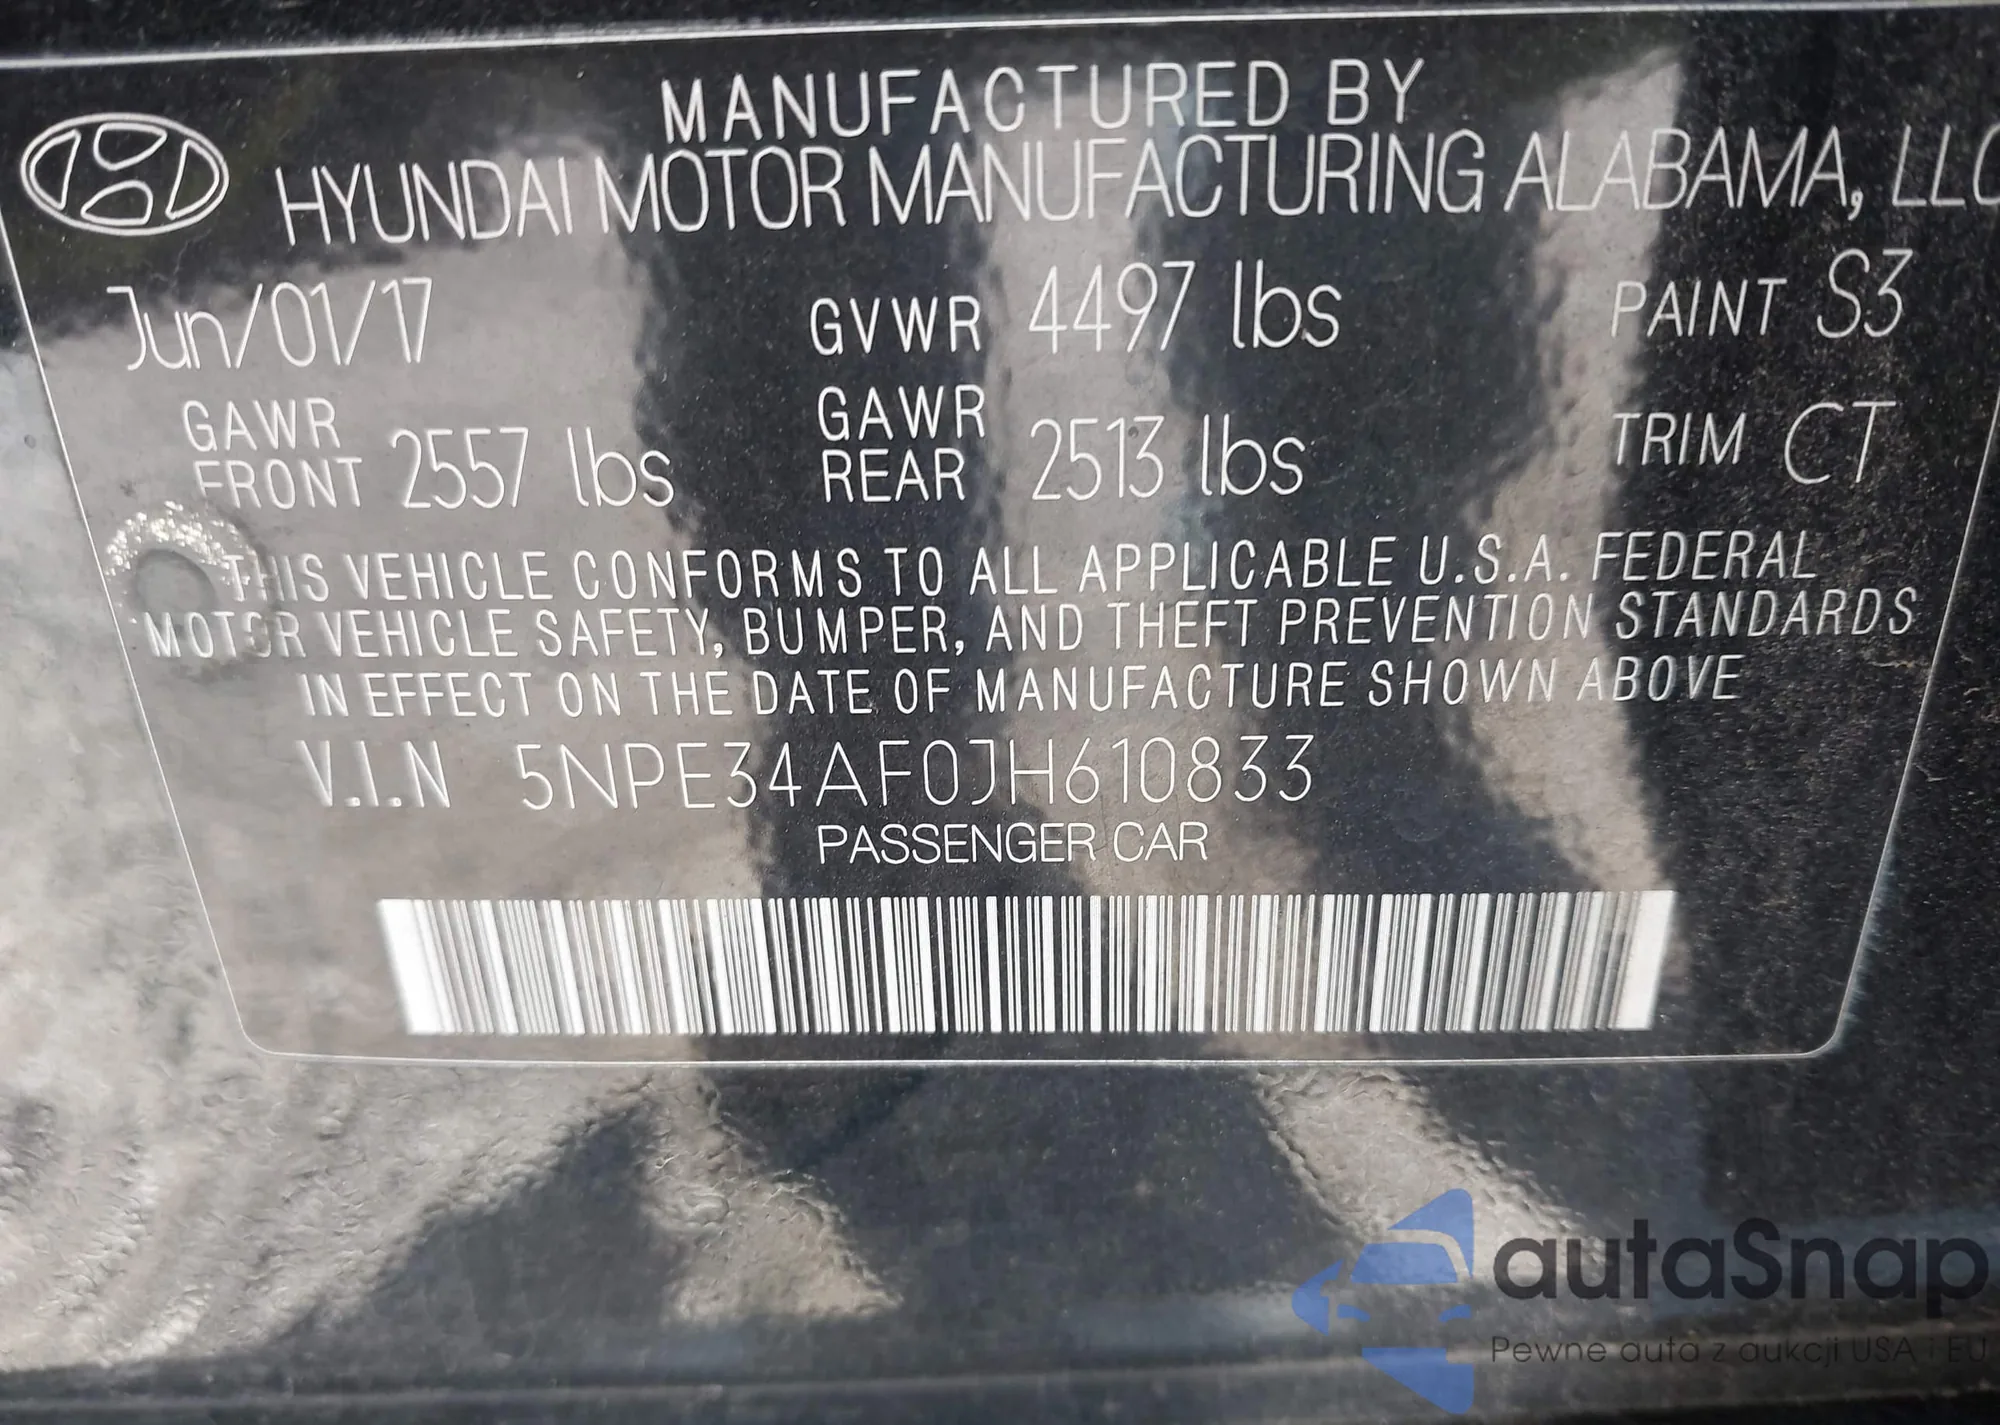 MANUFACTURED BY
HYUNDAI MOTOR MANUFACTURING ALABAMA, LLC
Jun/01/17 GVWR 4497 lbs PAINT S3
GAWR FRONT 2557 lbs GAWR REAR 2513 lbs TRIM CT
THIS VEHICLE CONFORMS TO ALL APPLICABLE U.S.A. FEDERAL
MOTOR VEHICLE SAFETY, BUMPER, AND THEFT PREVENTION STANDARDS
IN EFFECT ON THE DATE OF MANUFACTURE SHOWN ABOVE
V.I.N 5NPE34AF0JH610833
PASSENGER CAR
autaSnap
Pewne auta z aukcji USA i EU